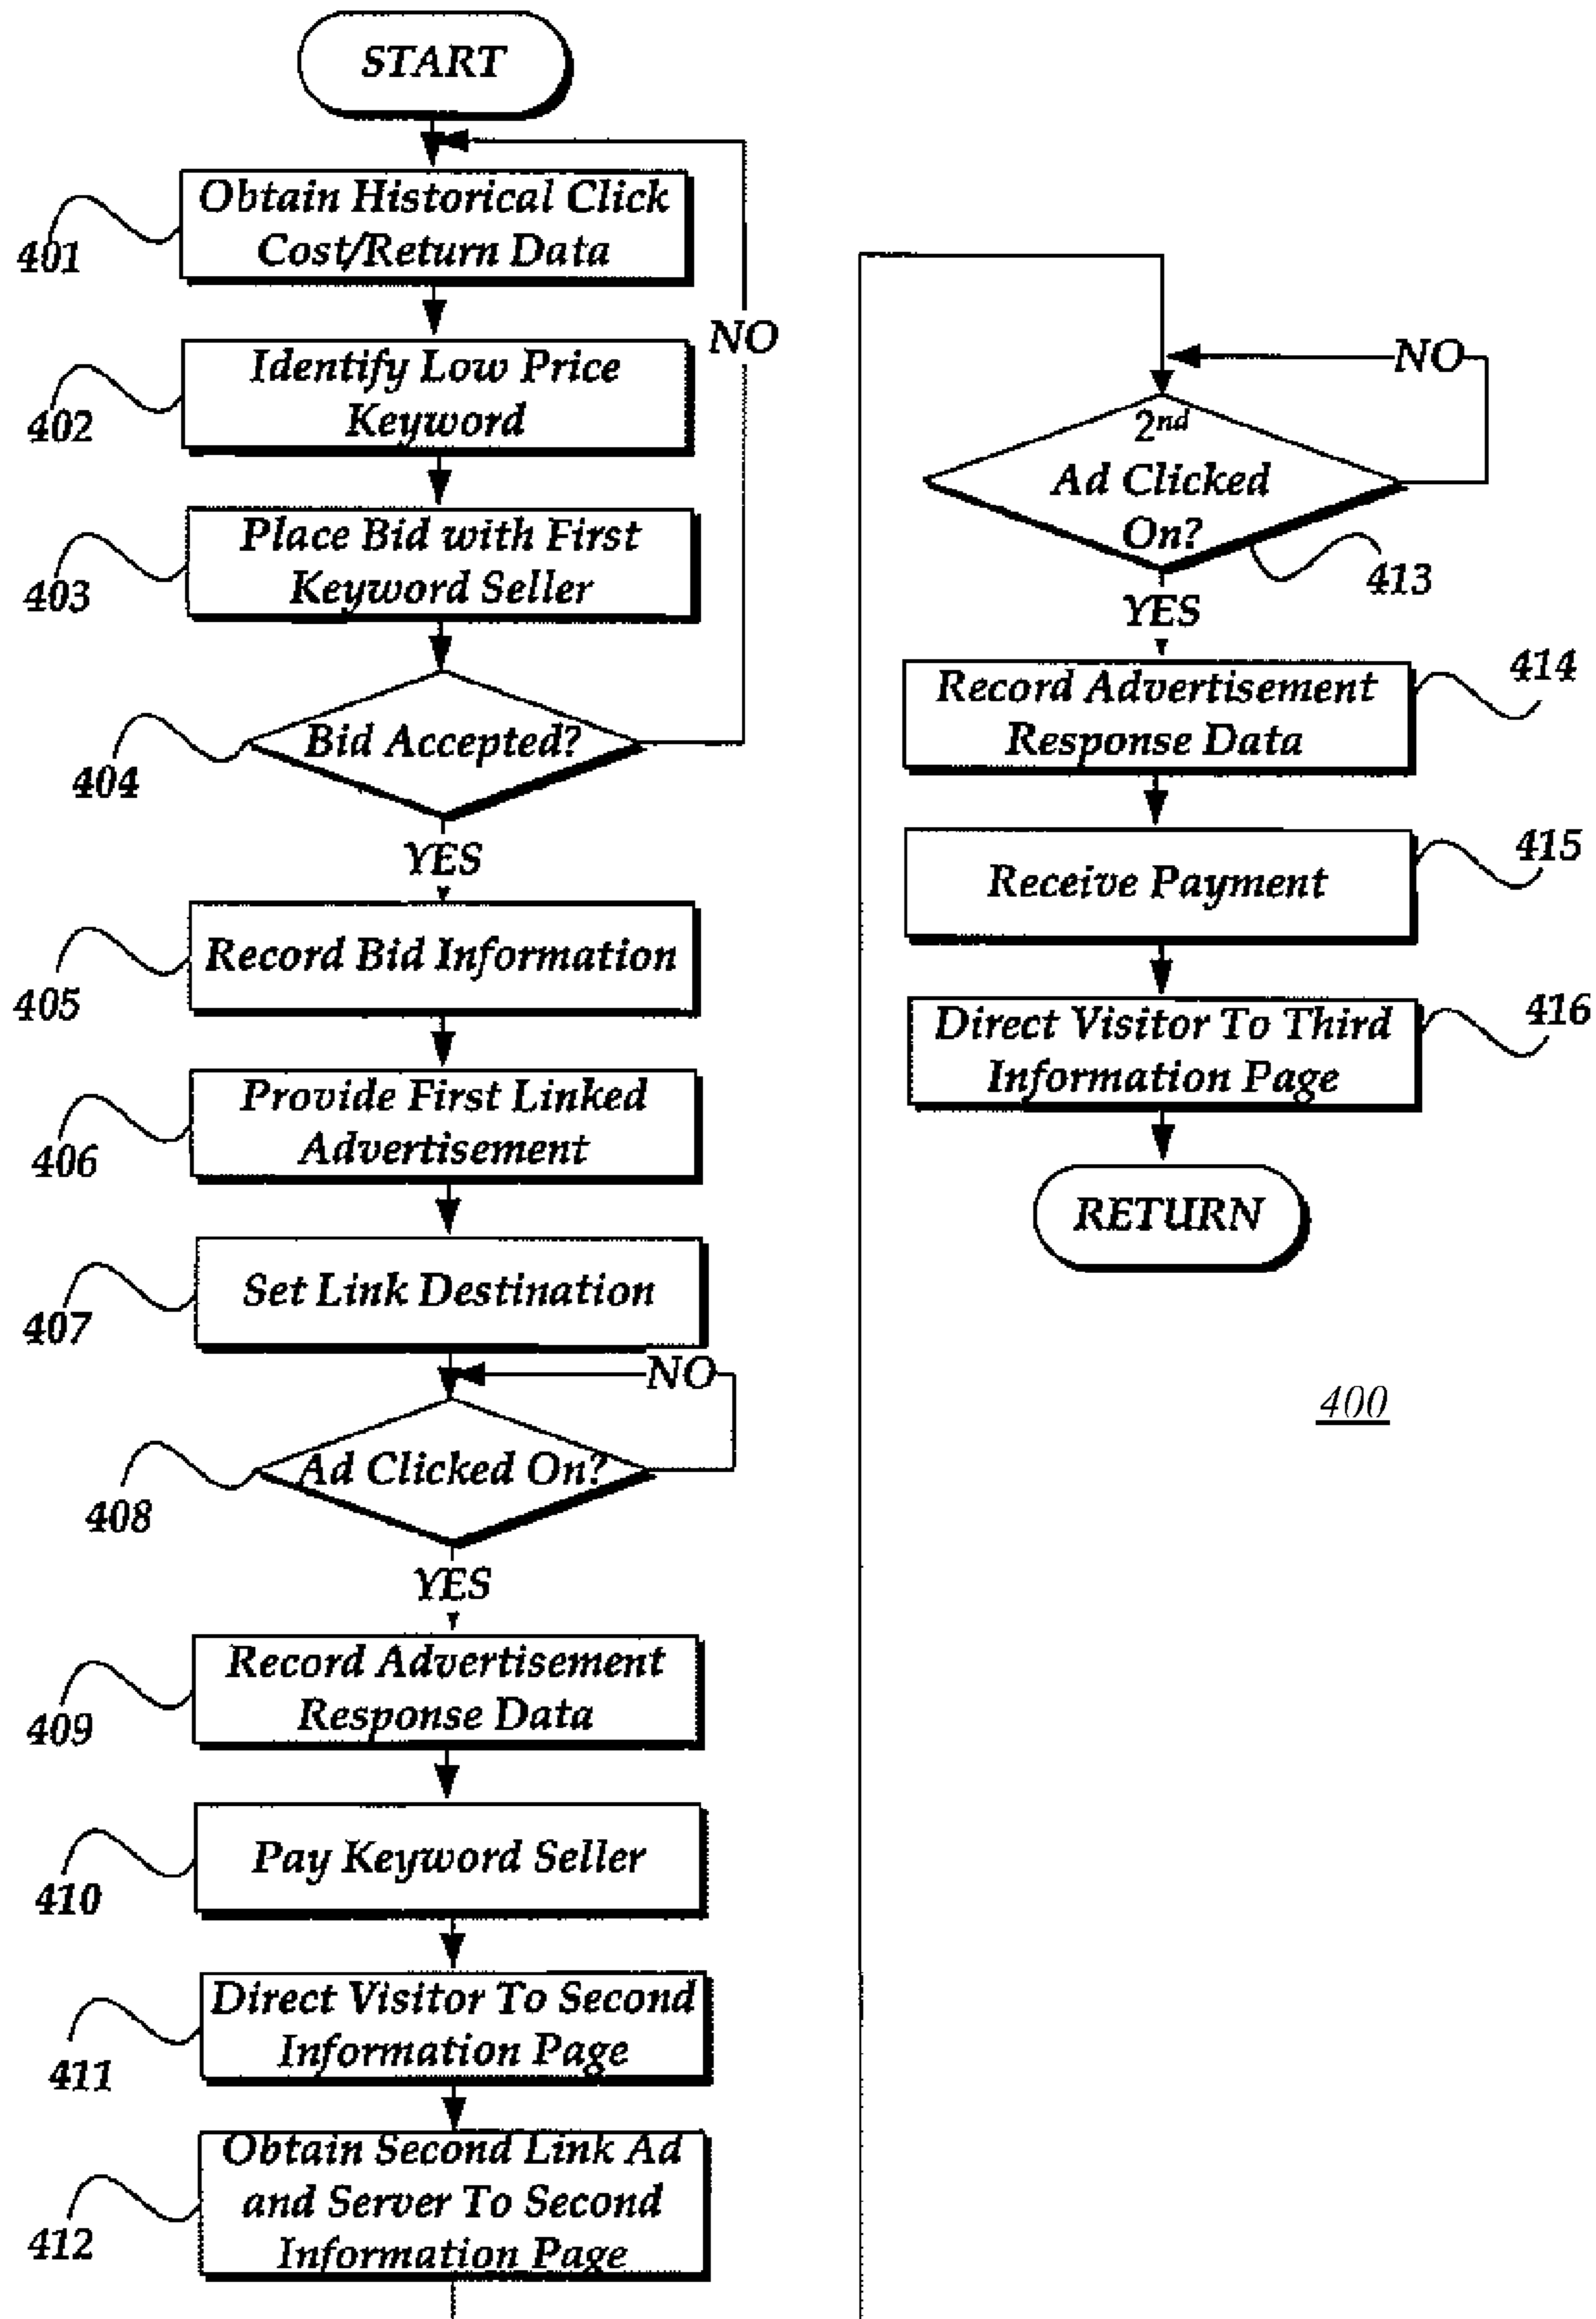 START
401
Obtain Historical Click
Cost/Return Data
NO
402
Identify Low Price
Keyword
403
Place Bid with First
Keyword Seller
404
Bid Accepted?
YES
405
Record Bid Information
406
Provide First Linked
Advertisement
407
Set Link Destination
NO
408
Ad Clicked On?
YES
409
Record Advertisement
Response Data
410
Pay Keyword Seller
411
Direct Visitor To Second
Information Page
412
Obtain Second Link Ad
and Server To Second
Information Page
NO
2nd
Ad Clicked
On?
413
YES
414
Record Advertisement
Response Data
415
Receive Payment
416
Direct Visitor To Third
Information Page
RETURN
400